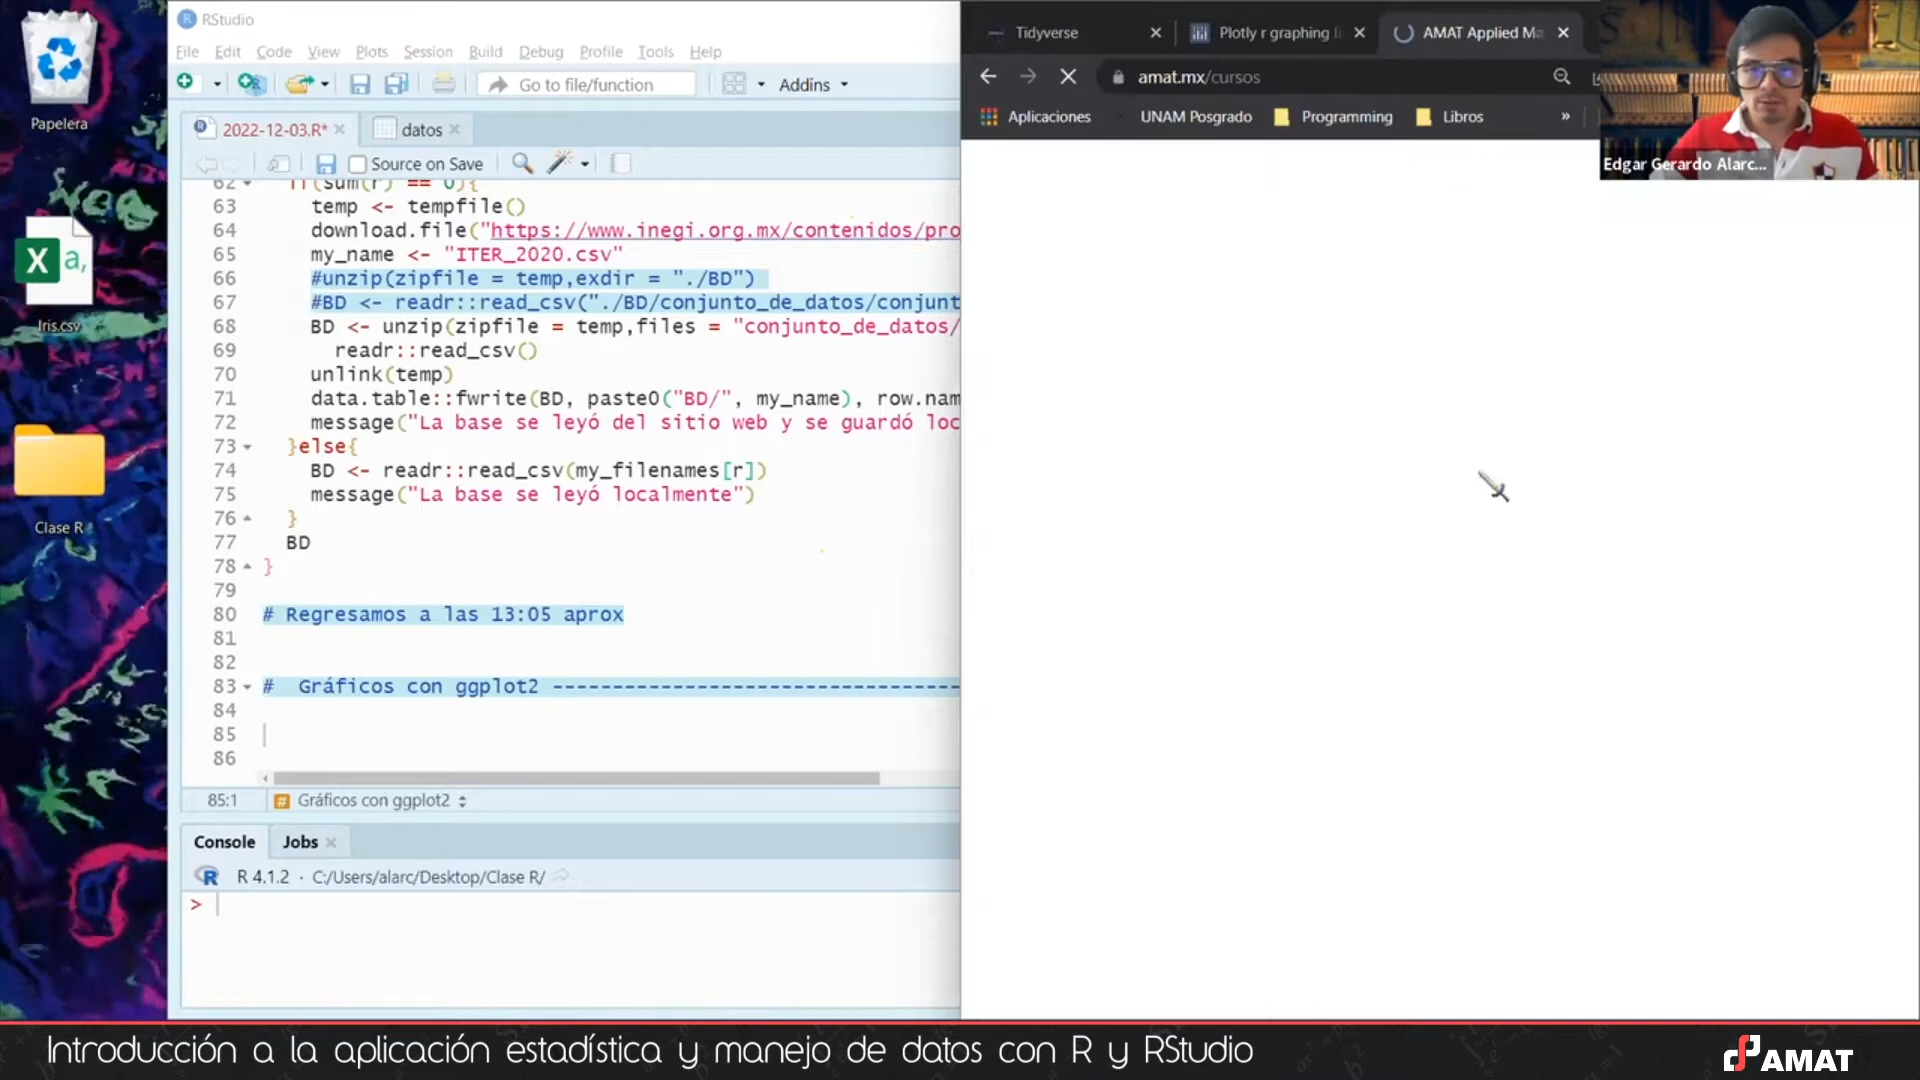 Papelera
Iris.csv
Clase R
RStudio
File Edit Code View Plots Session Build Debug Profile Tools Help
Go to file/function
Addins
2022-12-03.R*
datos
Source on Save
62 if(sum(r) == 0){
63 temp <- tempfile()
64 download.file("https://www.inegi.org.mx/contenidos/pro
65 my_name <- "ITER_2020.csv"
66 #unzip(zipfile = temp,exdir = "./BD")
67 #BD <- readr::read_csv("./BD/conjunto_de_datos/conjunt
68 BD <- unzip(zipfile = temp,files = "conjunto_de_datos/
69 readr::read_csv()
70 unlink(temp)
71 data.table::fwrite(BD, paste0("BD/", my_name), row.nam
72 message("La base se leyó del sitio web y se guardó loc
73 }else{
74 BD <- readr::read_csv(my_filenames[r])
75 message("La base se leyó localmente")
76 }
77 BD
78 }
79
80 # Regresamos a las 13:05 aprox
81
82
83 # Gráficos con ggplot2 ----------------------------------
84
85
86
85:1 Gráficos con ggplot2
Console Jobs
R 4.1.2 · C:/Users/alarc/Desktop/Clase R/
>
Tidyverse
Plotly r graphing li
AMAT Applied Ma
amat.mx/cursos
Aplicaciones UNAM Posgrado Programming Libros »
Edgar Gerardo Alarc...
Introducción a la aplicación estadística y manejo de datos con R y RStudio
AMAT